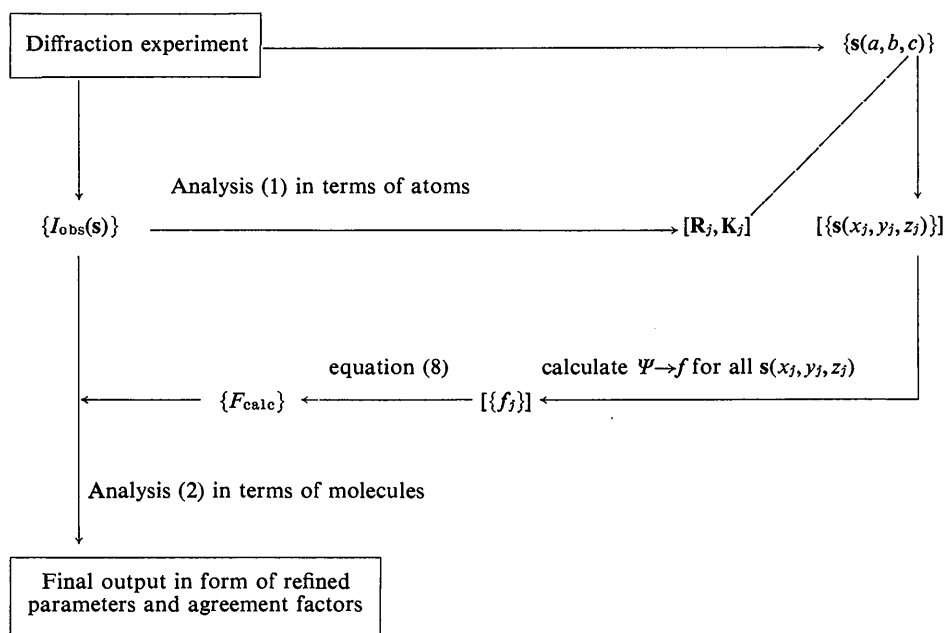 Diffraction experiment
{s(a,b,c)}
Analysis (1) in terms of atoms
{I_obs(s)}
[R_j, K_j]
[{s(x_j, y_j, z_j)}]
equation (8)
calculate Ψ→f for all s(x_j, y_j, z_j)
{F_calc}
[{f_j}]
Analysis (2) in terms of molecules
Final output in form of refined
parameters and agreement factors